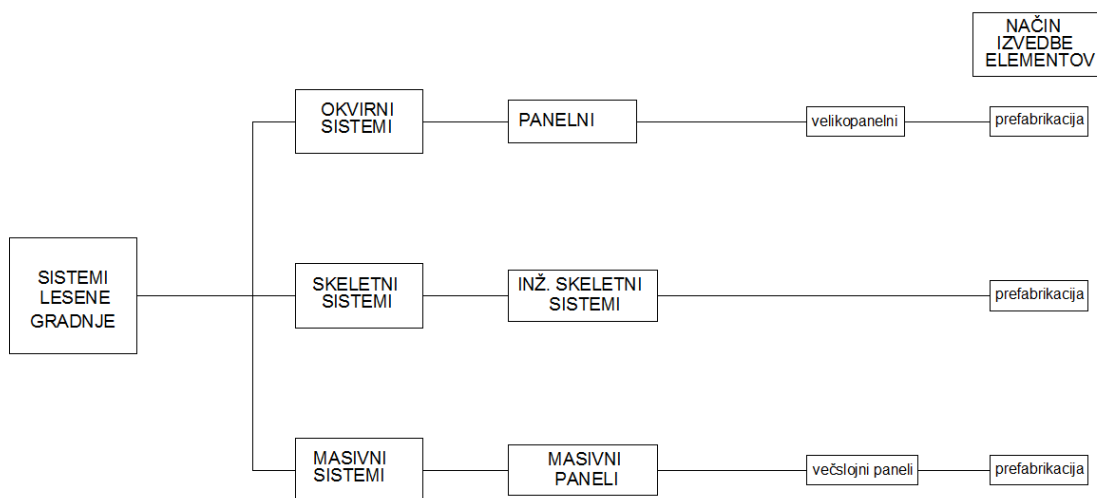 NAČIN
IZVEDBE
ELEMENTOV
OKVIRNI
SISTEMI
PANELNI
velikopanelni
prefabrikacija
SISTEMI
LESENE
GRADNJE
SKELETNI
SISTEMI
INŽ. SKELETNI
SISTEMI
prefabrikacija
MASIVNI
SISTEMI
MASIVNI
PANELI
večslojni paneli
prefabrikacija